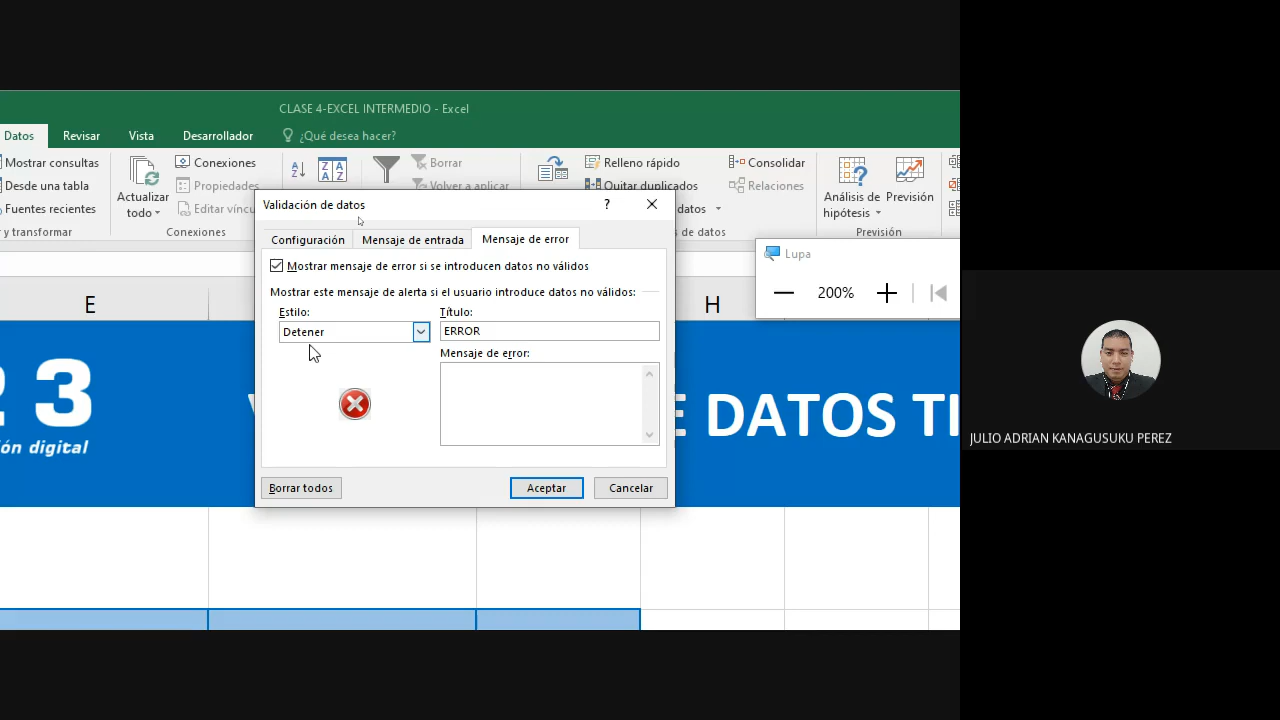 CLASE 4-EXCEL INTERMEDIO - Excel
Datos Revisar Vista Desarrollador ¿Qué desea hacer?
Mostrar consultas
Desde una tabla
Fuentes recientes
y transformar
Actualizar todo
Conexiones
Propiedades
Editar víncu
Conexiones
Borrar
Volver a aplicar
Relleno rápido
Quitar duplicados
datos
s de datos
Consolidar
Relaciones
Análisis de hipótesis
Previsión
Previsión
Validación de datos
Configuración Mensaje de entrada Mensaje de error
Mostrar mensaje de error si se introducen datos no válidos
Mostrar este mensaje de alerta si el usuario introduce datos no válidos:
Estilo: Título:
Detener ERROR
Mensaje de error:
Borrar todos Aceptar Cancelar
Lupa
200%
E H
3
ón digital
E DATOS TI
JULIO ADRIAN KANAGUSUKU PEREZ